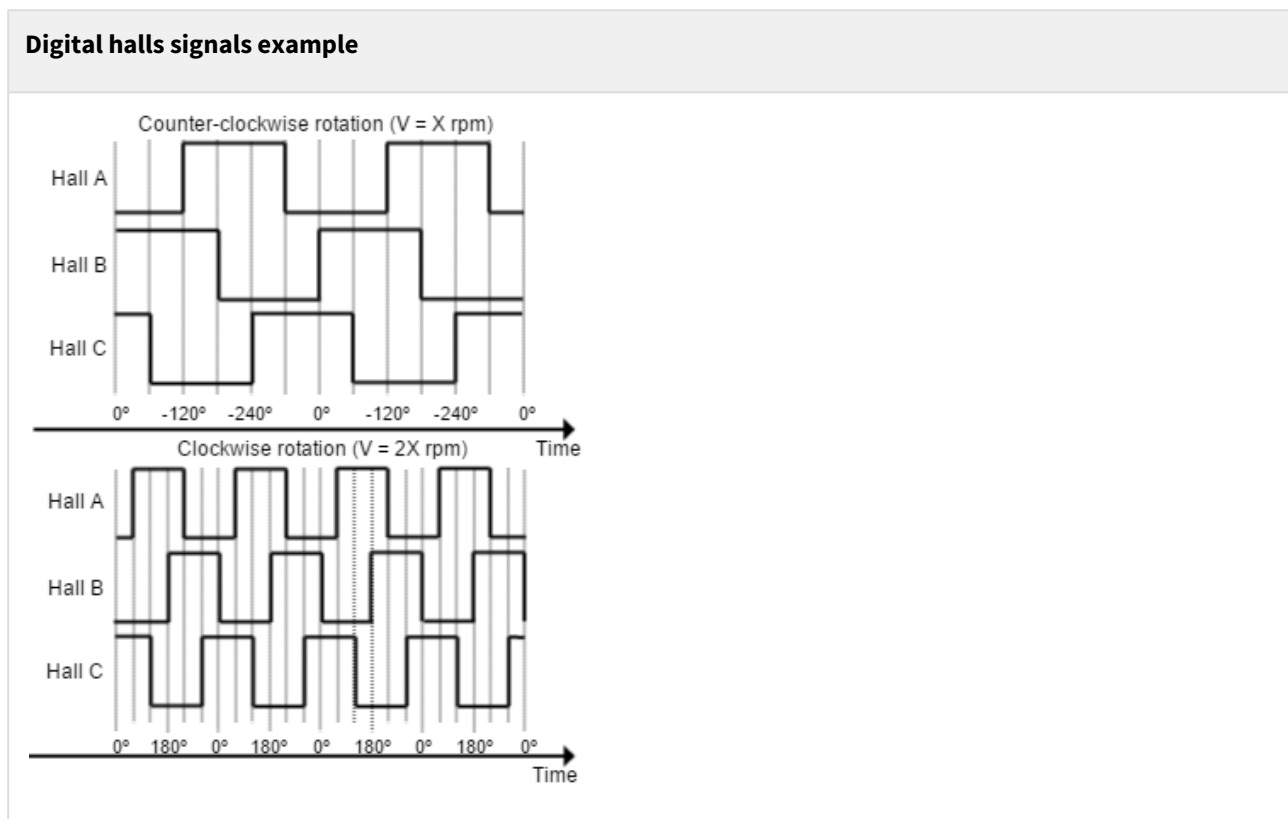 Digital halls signals example
Counter-clockwise rotation (V = X rpm)
Hall A
Hall B
Hall C
0º -120º -240º 0º -120º -240º 0º
Time
Clockwise rotation (V = 2X rpm)
Hall A
Hall B
Hall C
0º 180º 0º 180º 0º 180º 0º 180º 0º
Time